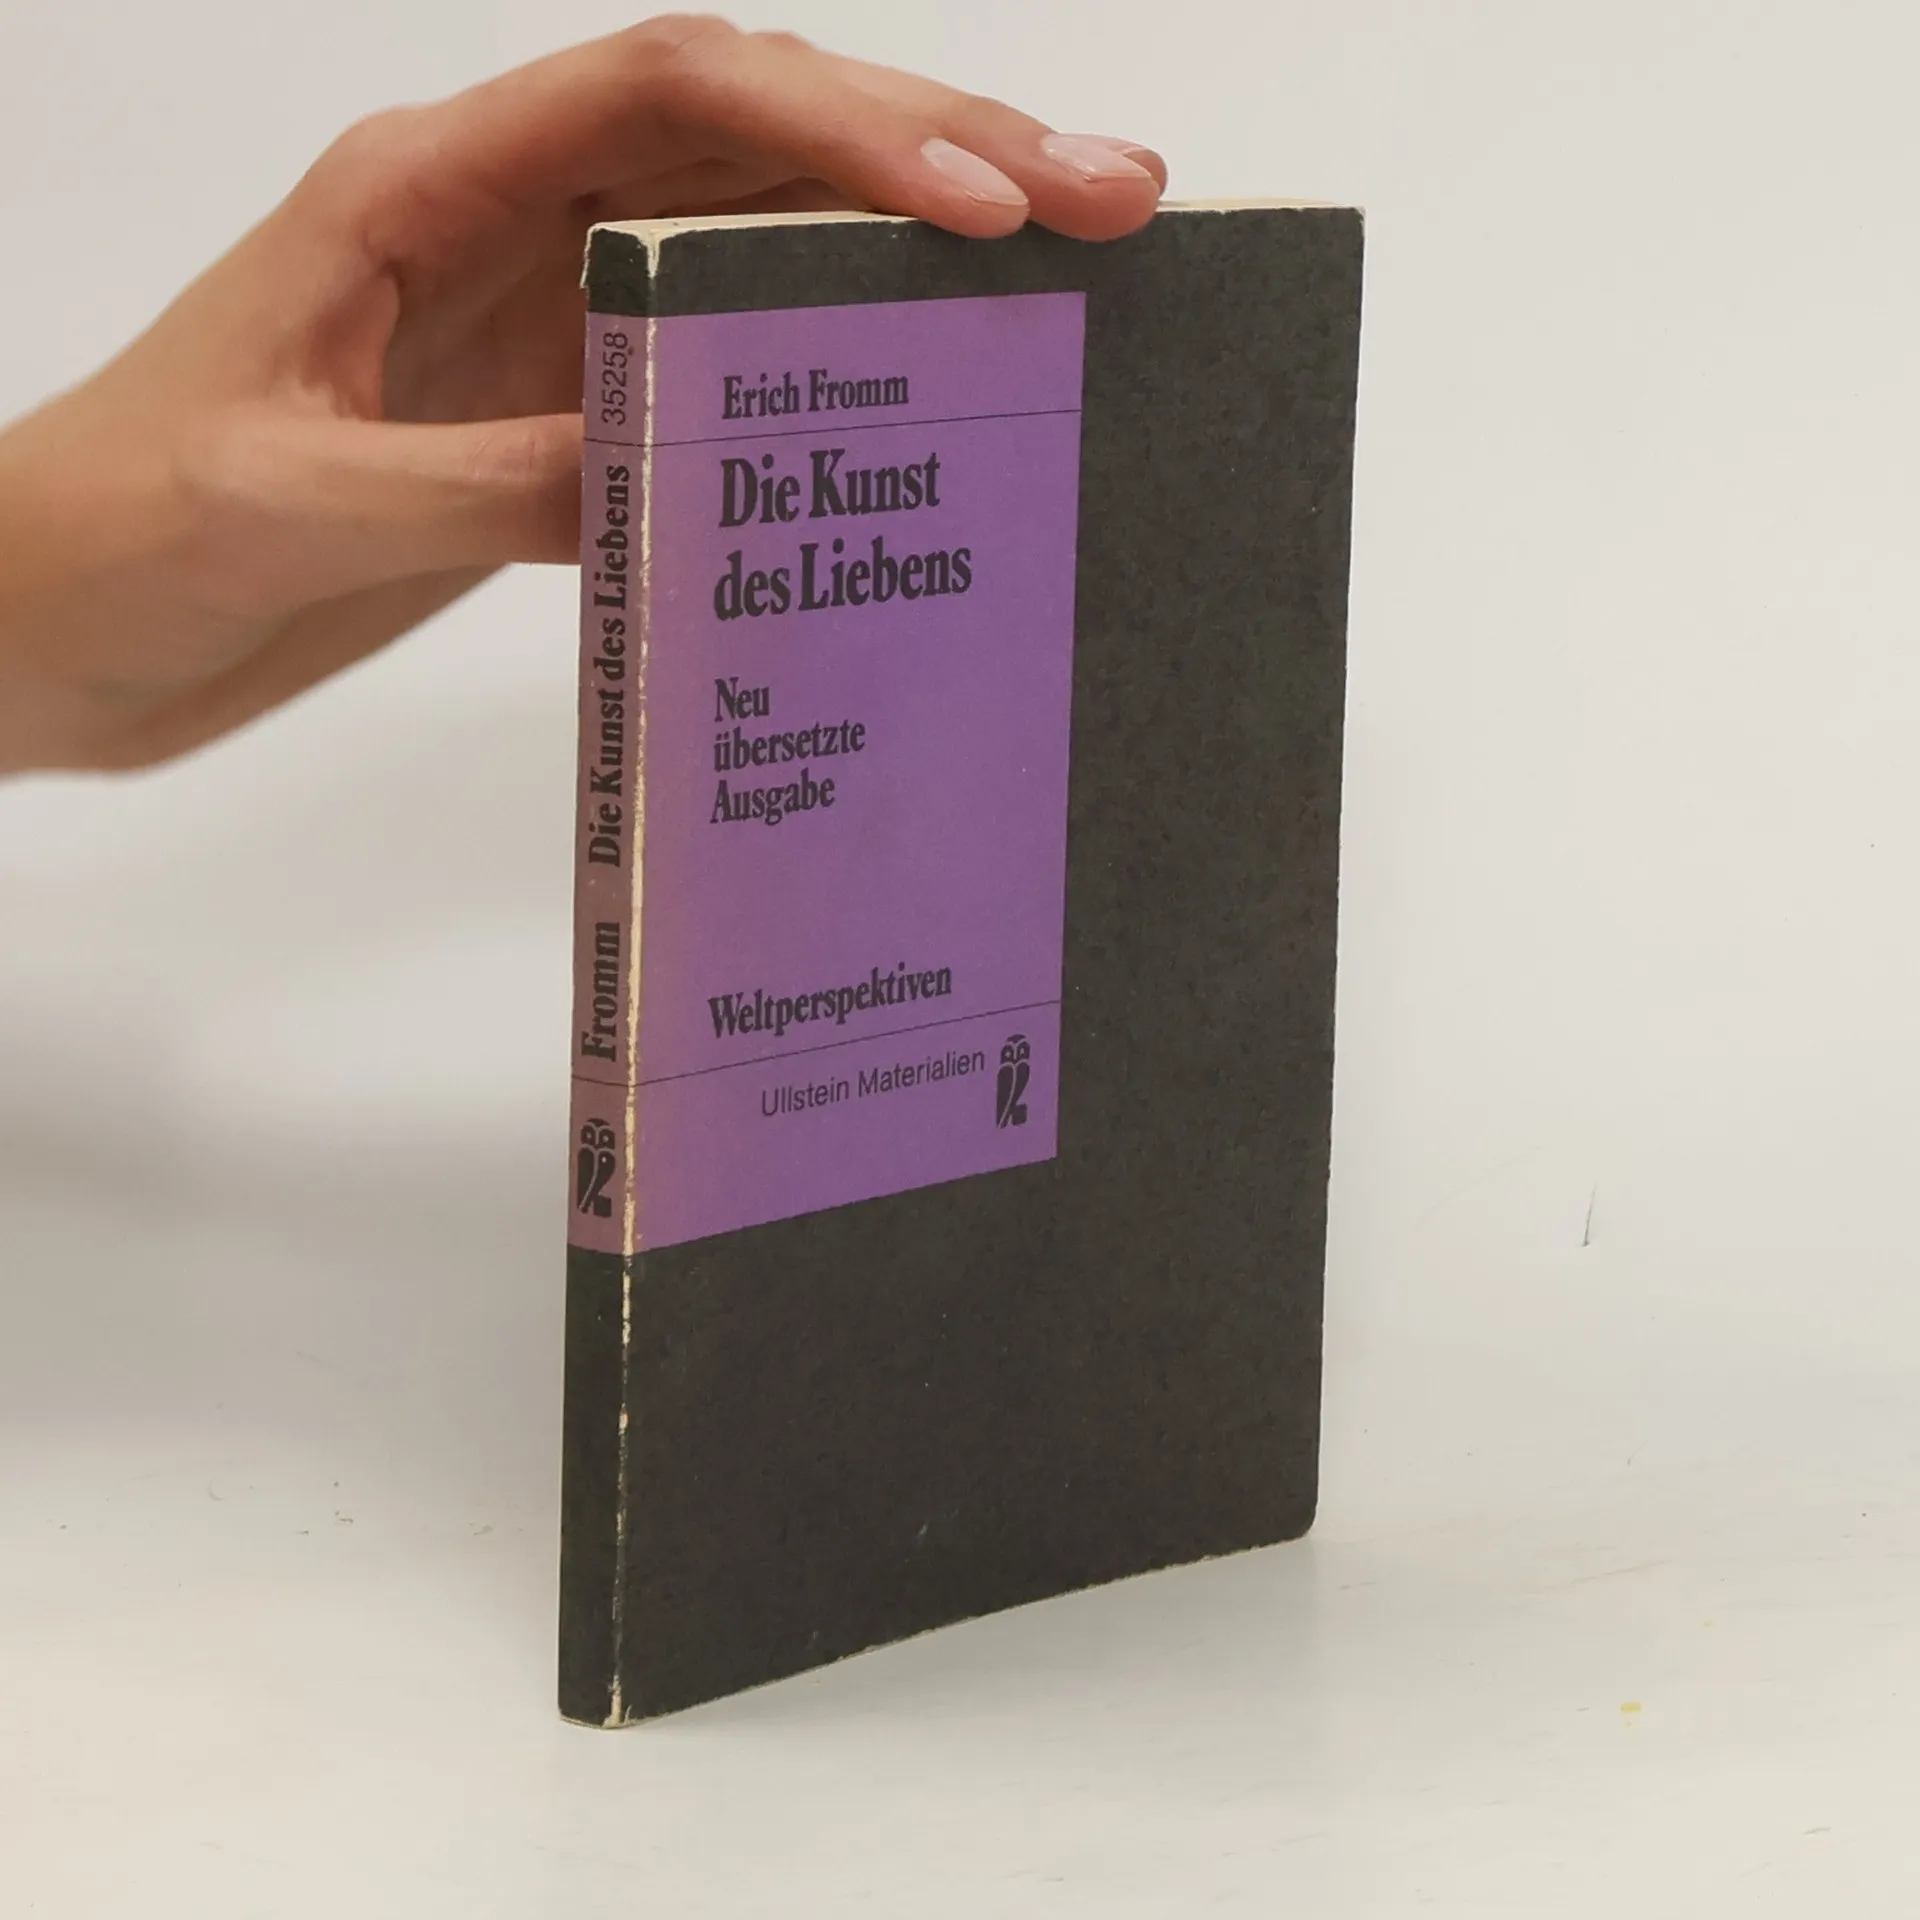 35258
Fromm Die Kunst des Liebens
Erich Fromm
Die Kunst
des Liebens
Neu
übersetzte
Ausgabe
Weltperspektiven
Ullstein Materialien